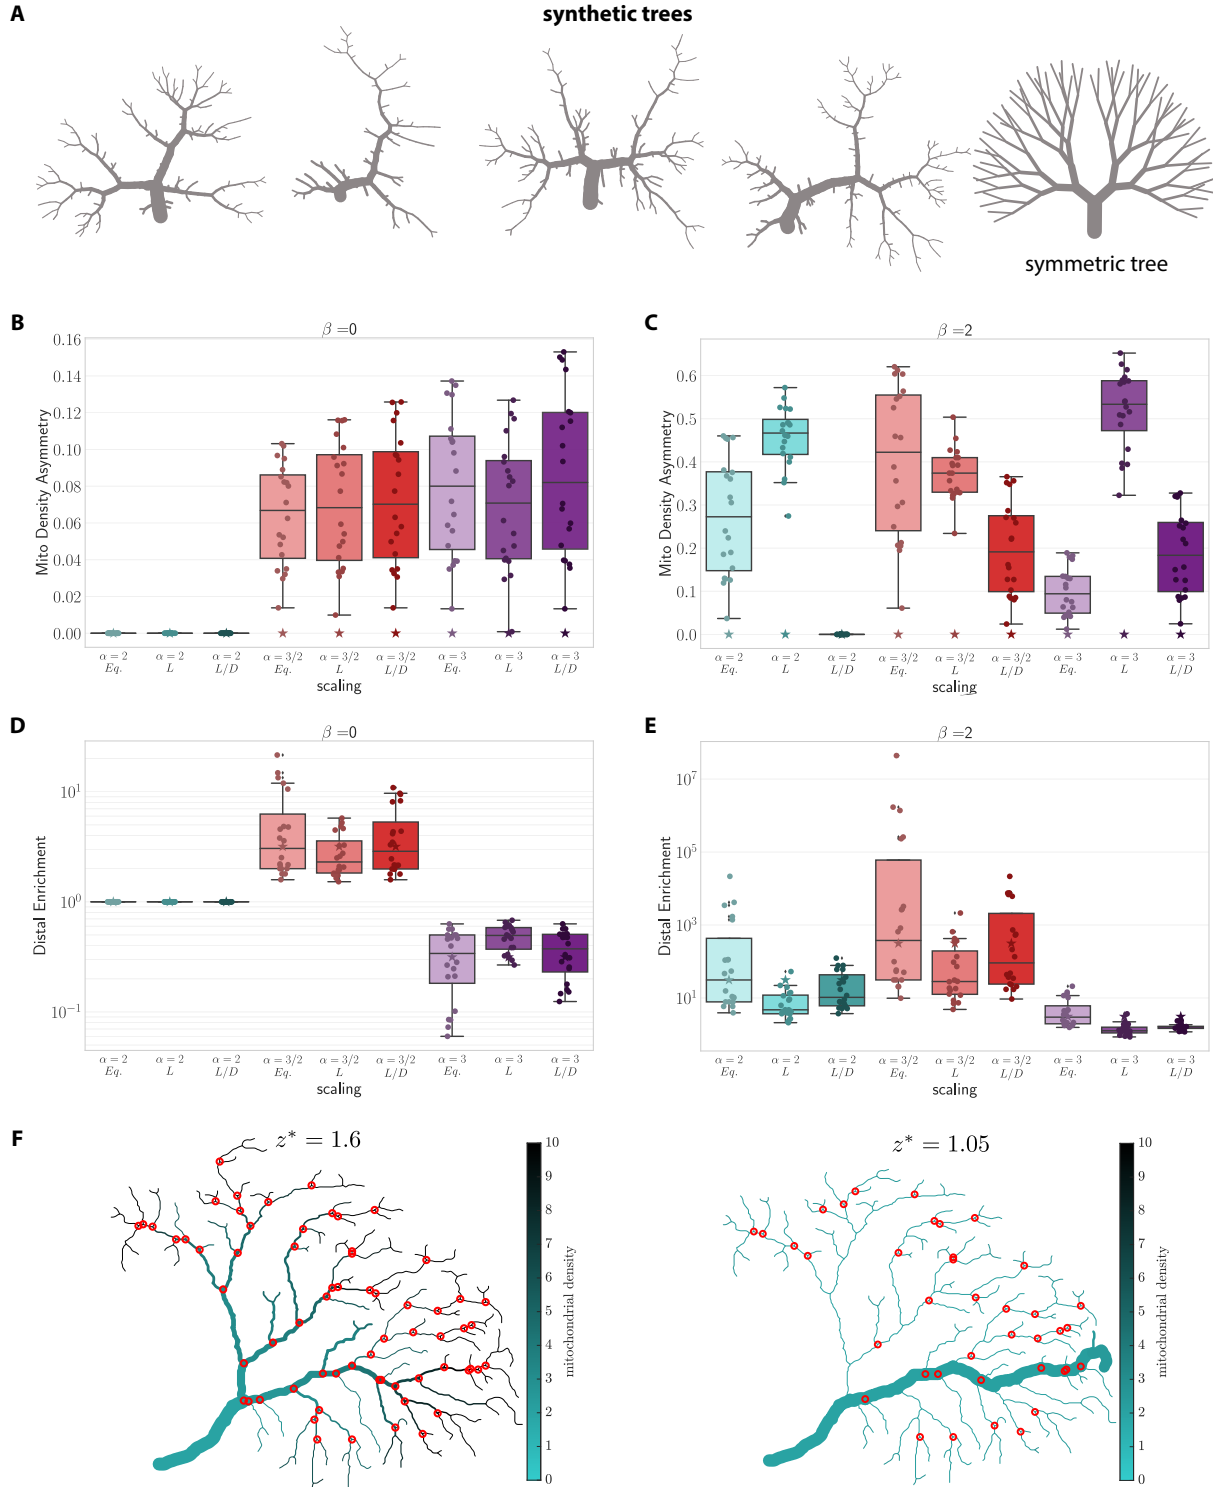 A
synthetic trees
symmetric tree
B
β =0
Mito Density Asymmetry
0.16
0.14
0.12
0.10
0.08
0.06
0.04
0.02
0.00
α = 2 α = 2 α = 2 α = 3/2 α = 3/2 α = 3/2 α = 3 α = 3 α = 3
Eq. L L/D Eq. L L/D Eq. L L/D
scaling
C
β =2
Mito Density Asymmetry
0.6
0.5
0.4
0.3
0.2
0.1
0.0
α = 2 α = 2 α = 2 α = 3/2 α = 3/2 α = 3/2 α = 3 α = 3 α = 3
Eq. L L/D Eq. L L/D Eq. L L/D
scaling
D
β =0
Distal Enrichment
10¹
10⁰
10⁻¹
α = 2 α = 2 α = 2 α = 3/2 α = 3/2 α = 3/2 α = 3 α = 3 α = 3
Eq. L L/D Eq. L L/D Eq. L L/D
scaling
E
β =2
Distal Enrichment
10⁷
10⁵
10³
10¹
α = 2 α = 2 α = 2 α = 3/2 α = 3/2 α = 3/2 α = 3 α = 3 α = 3
Eq. L L/D Eq. L L/D Eq. L L/D
scaling
F
z* = 1.6
10
9
8
7
6
5
4
3
2
1
0
mitochondrial density
z* = 1.05
10
9
8
7
6
5
4
3
2
1
0
mitochondrial density